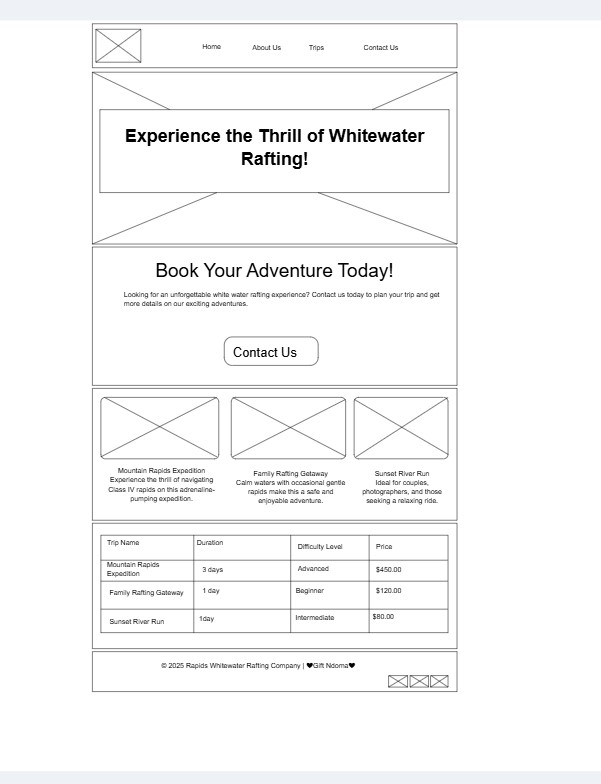 Home About Us Trips Contact Us
Experience the Thrill of Whitewater
Rafting!
Book Your Adventure Today!
Looking for an unforgettable white water rafting experience? Contact us today to plan your trip and get
more details on our exciting adventures.
Contact Us
Mountain Rapids Expedition
Experience the thrill of navigating
Class IV rapids on this adrenaline-
pumping expedition.
Family Rafting Getaway
Calm waters with occasional gentle
rapids make this a safe and
enjoyable adventure.
Sunset River Run
Ideal for couples,
photographers, and those
seeking a relaxing ride.
Trip Name Duration Difficulty Level Price
Mountain Rapids
Expedition 3 days Advanced $450.00
Family Rafting Gateway 1 day Beginner $120.00
Sunset River Run 1day Intermediate $80.00
© 2025 Rapids Whitewater Rafting Company | ♥Gift Ndoma♥